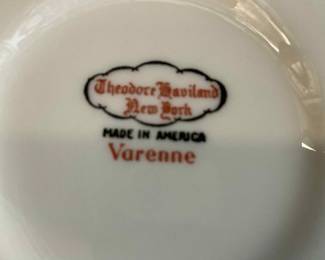 Theodore Haviland
New York
MADE IN AMERICA
Varenne